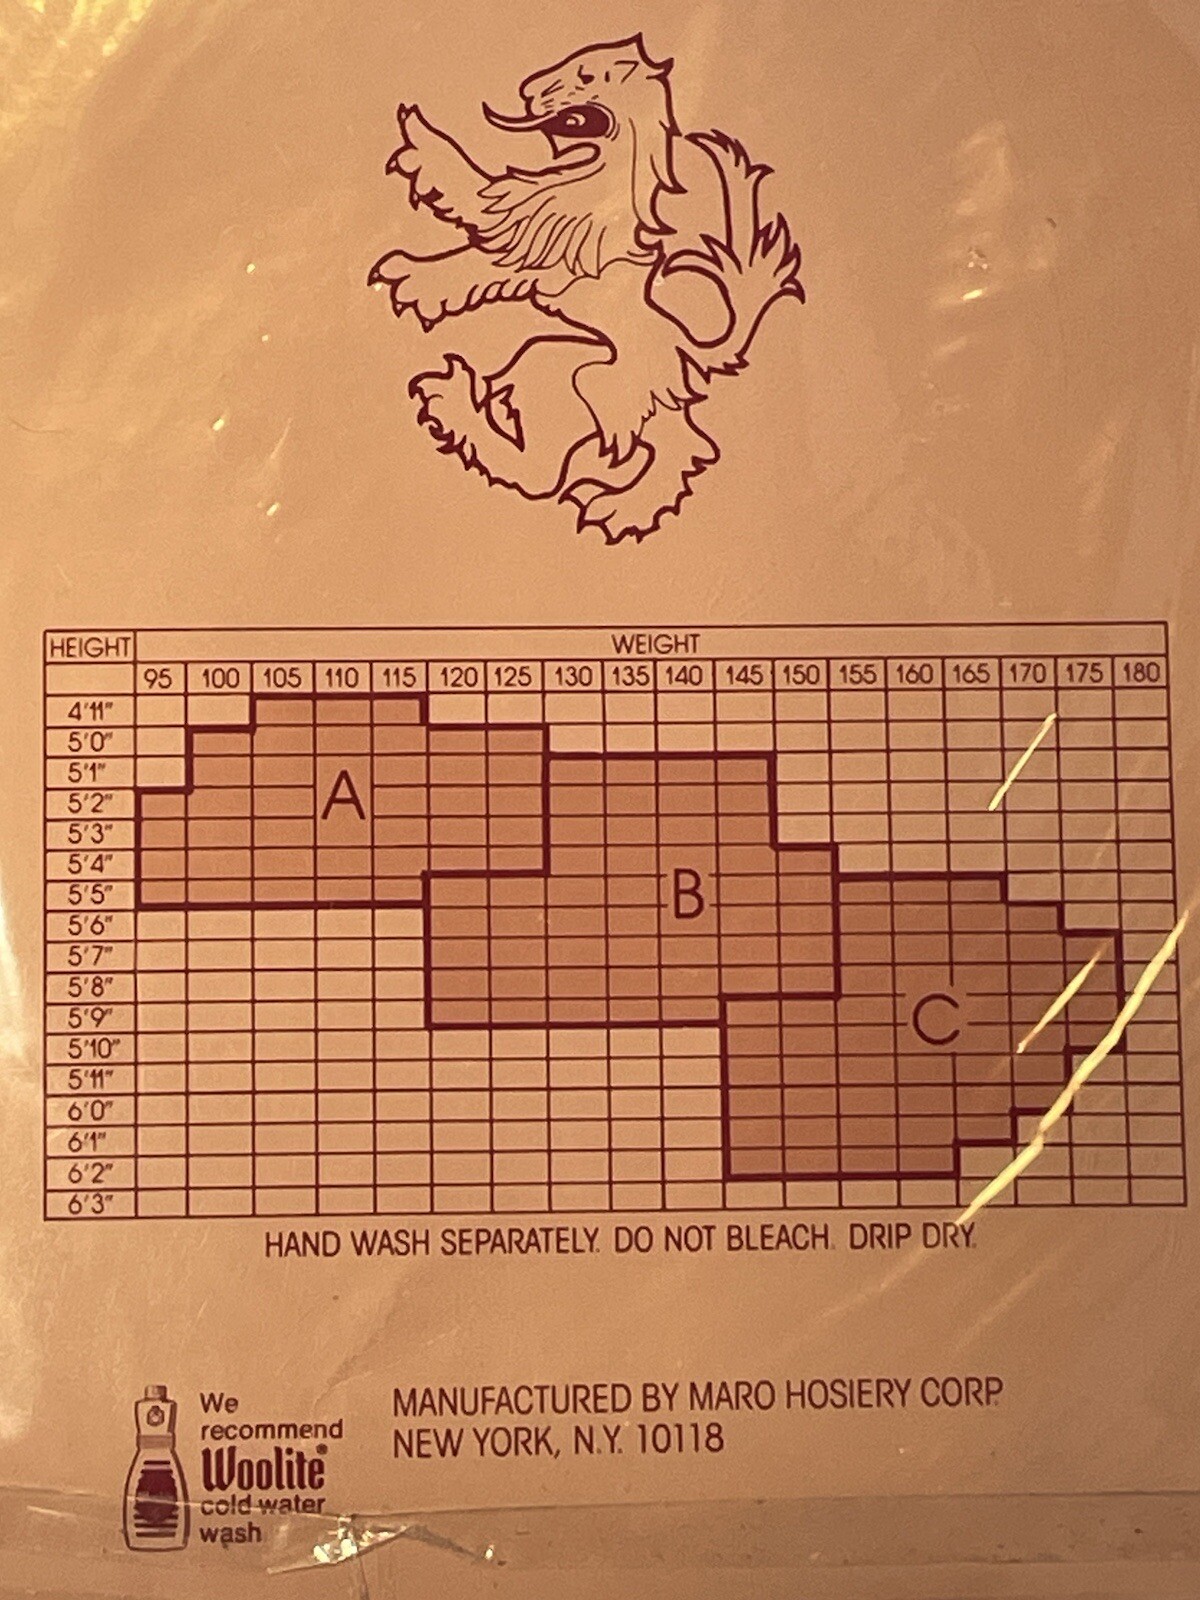 HEIGHT WEIGHT
95 100 105 110 115 120 125 130 135 140 145 150 155 160 165 170 175 180
4'11"
5'0"
5'1"
5'2"
5'3"
5'4"
5'5"
5'6"
5'7"
5'8"
5'9"
5'10"
5'11"
6'0"
6'1"
6'2"
6'3"
A
B
C
HAND WASH SEPARATELY. DO NOT BLEACH. DRIP DRY.
We
recommend
Woolite®
cold water
wash
MANUFACTURED BY MARO HOSIERY CORP.
NEW YORK, N.Y. 10118